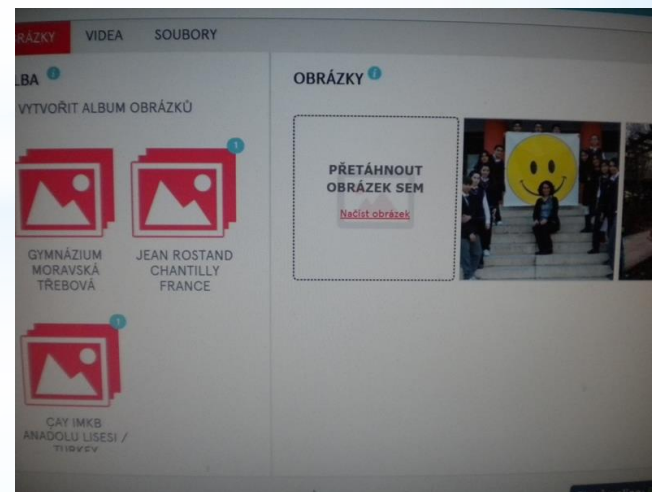 RÁZKY VIDEA SOUBORY
LBA
VYTVOŘIT ALBUM OBRÁZKŮ
1
GYMNÁZIUM
MORAVSKÁ
TŘEBOVÁ
JEAN ROSTAND
CHANTILLY
FRANCE
1
ÇAY IMKB
ANADOLU LISESI /
TURKEY
OBRÁZKY
PŘETÁHNOUT
OBRÁZEK SEM
Načíst obrázek